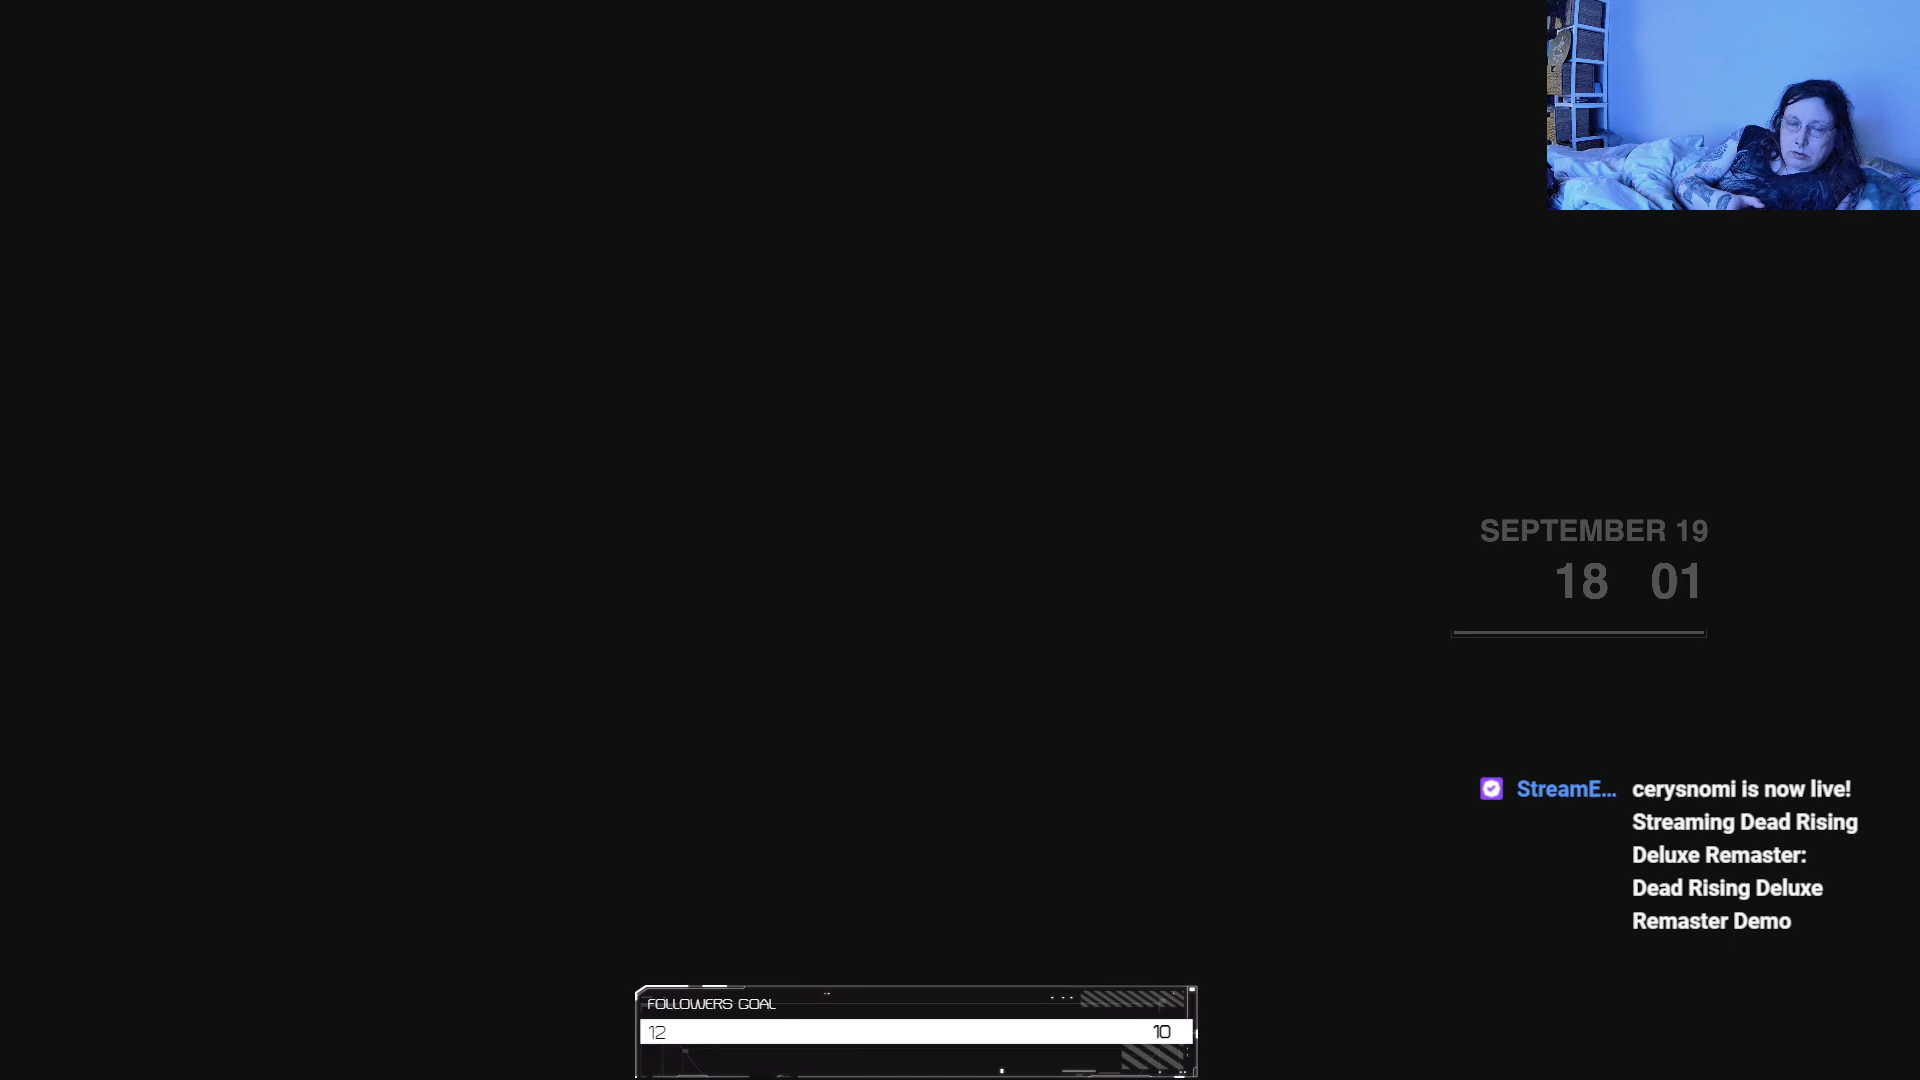 SEPTEMBER 19
18 01
StreamE... cerysnomi is now live!
Streaming Dead Rising
Deluxe Remaster:
Dead Rising Deluxe
Remaster Demo
FOLLOWERS GOAL
12 10